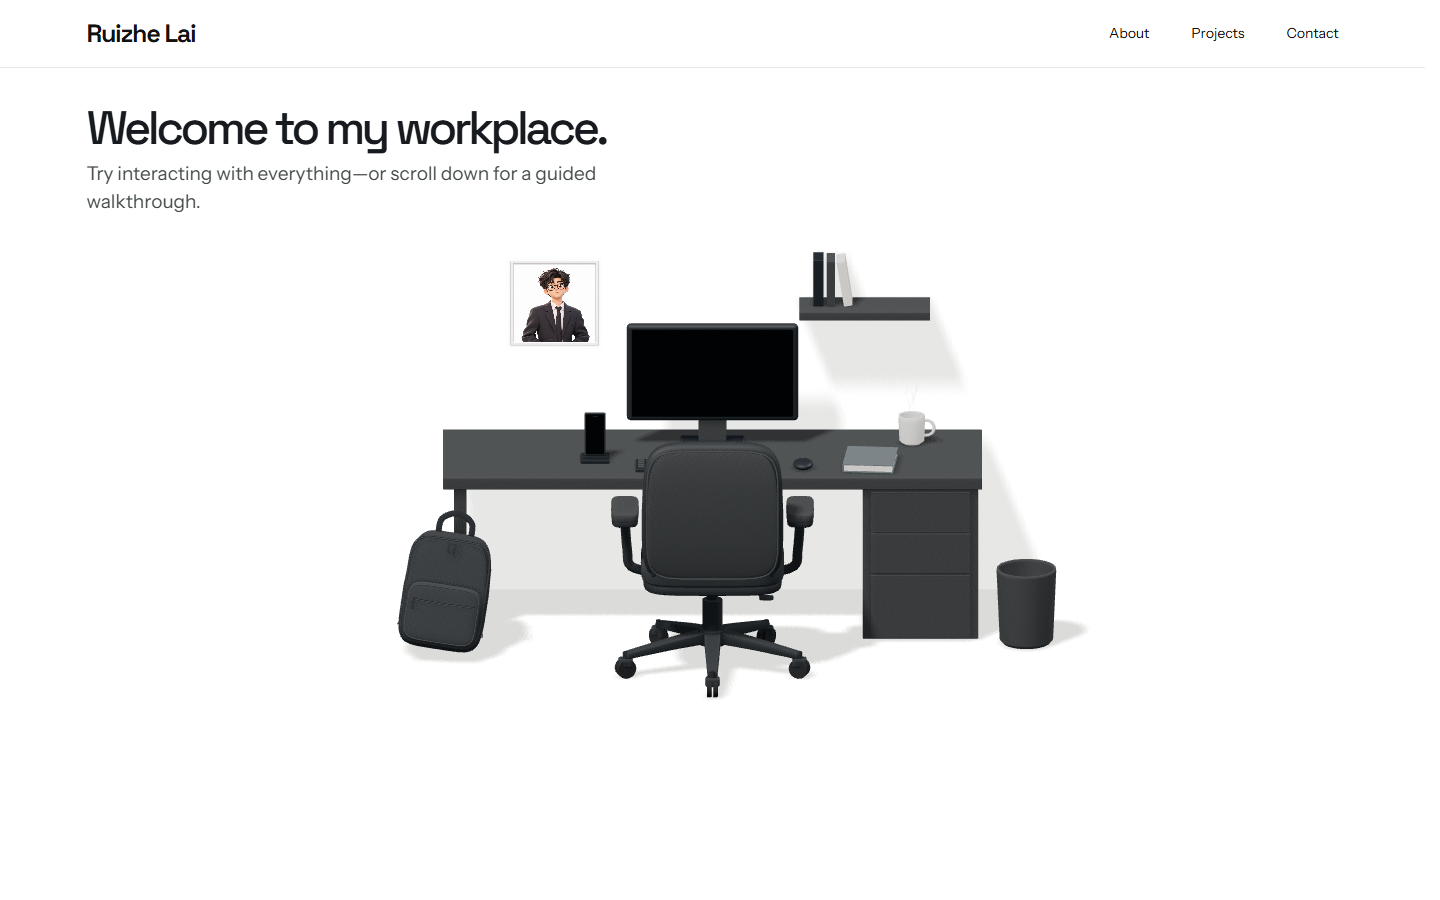 Ruizhe Lai
About
Projects
Contact
Welcome to my workplace.
Try interacting with everything—or scroll down for a guided
walkthrough.